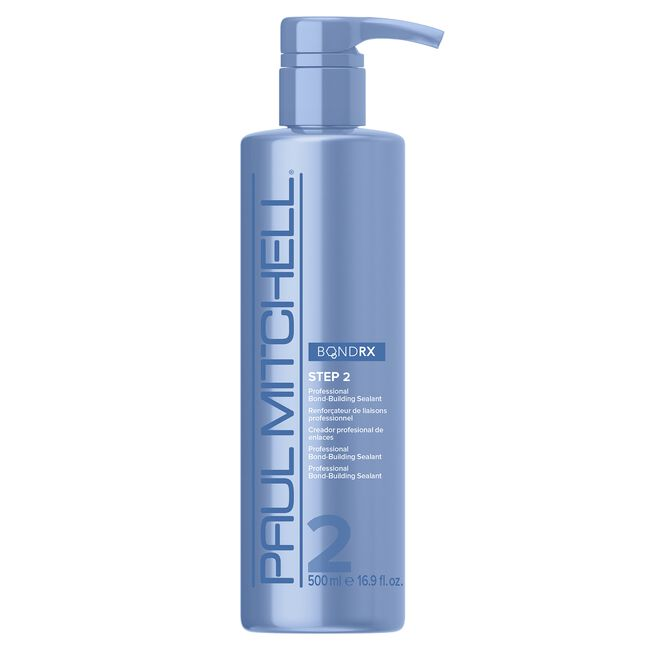 PAUL MITCHELL®
BONDRX
STEP 2
Professional
Bond-Building Sealant
Renforçateur de liaisons
professionnel
Creador profesional de
enlaces
Professional
Bond-Building Sealant
Professional
Bond-Building Sealant
2
500 ml ℮ 16.9 fl. oz.